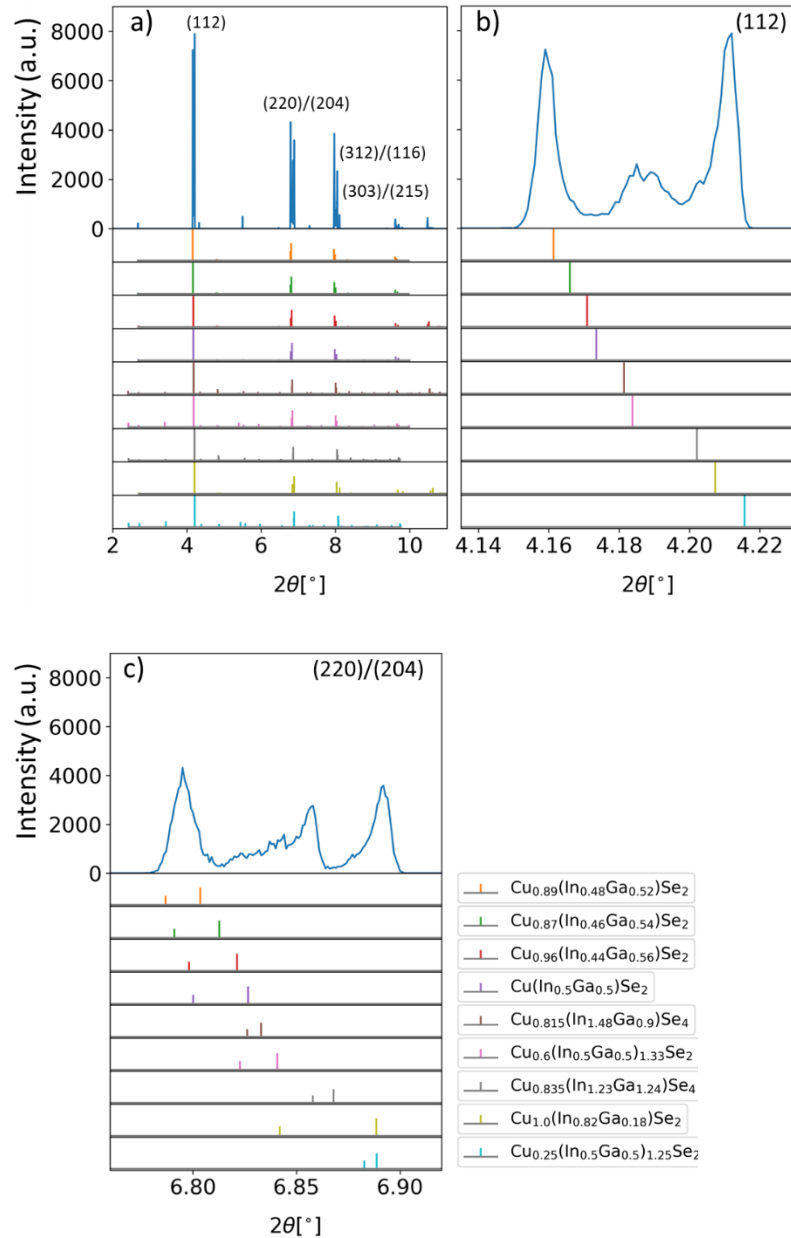 a)
(112)
8000
6000
4000
2000
0
Intensity (a.u.)
(220)/(204)
(312)/(116)
(303)/(215)
2 4 6 8 10
2θ[°]
b)
(112)
4.14 4.16 4.18 4.20 4.22
2θ[°]
c)
(220)/(204)
8000
6000
4000
2000
0
Intensity (a.u.)
6.80 6.85 6.90
2θ[°]
Cu₀.₈₉(In₀.₄₈Ga₀.₅₂)Se₂
Cu₀.₈₇(In₀.₄₆Ga₀.₅₄)Se₂
Cu₀.₉₆(In₀.₄₄Ga₀.₅₆)Se₂
Cu(In₀.₅Ga₀.₅)Se₂
Cu₀.₈₁₅(In₁.₄₈Ga₀.₉)Se₄
Cu₀.₆(In₀.₅Ga₀.₅)₁.₃₃Se₂
Cu₀.₈₃₅(In₁.₂₃Ga₁.₂₄)Se₄
Cu₁.₀(In₀.₈₂Ga₀.₁₈)Se₂
Cu₀.₂₅(In₀.₅Ga₀.₅)₁.₂₅Se₂